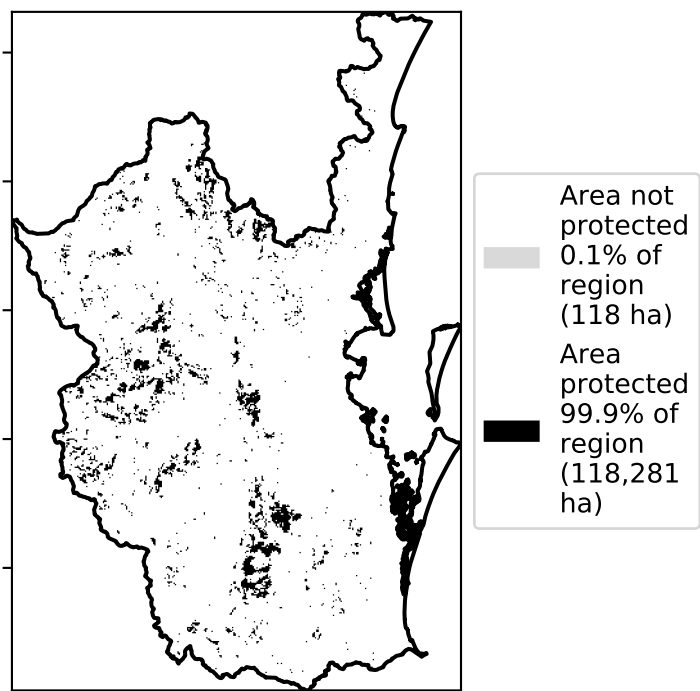 Area not
protected
0.1% of
region
(118 ha)
Area
protected
99.9% of
region
(118,281
ha)